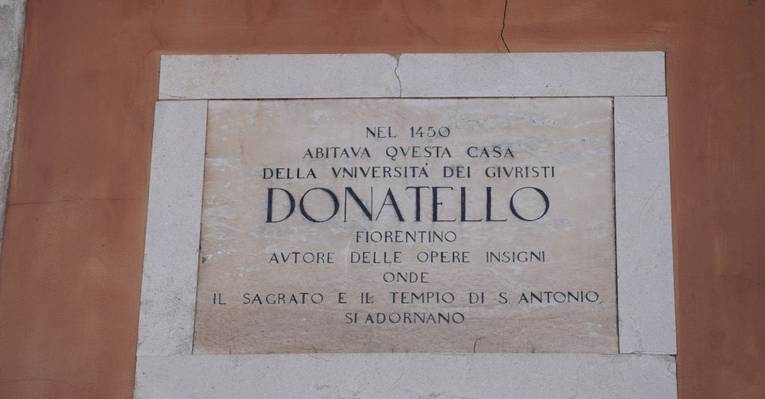 NEL 1450
ABITAVA QVESTA CASA
DELLA VNIVERSITÀ DEI GIVRISTI
DONATELLO
FIORENTINO
AVTORE DELLE OPERE INSIGNI
ONDE
IL SAGRATO E IL TEMPIO DI S. ANTONIO
SI ADORNANO